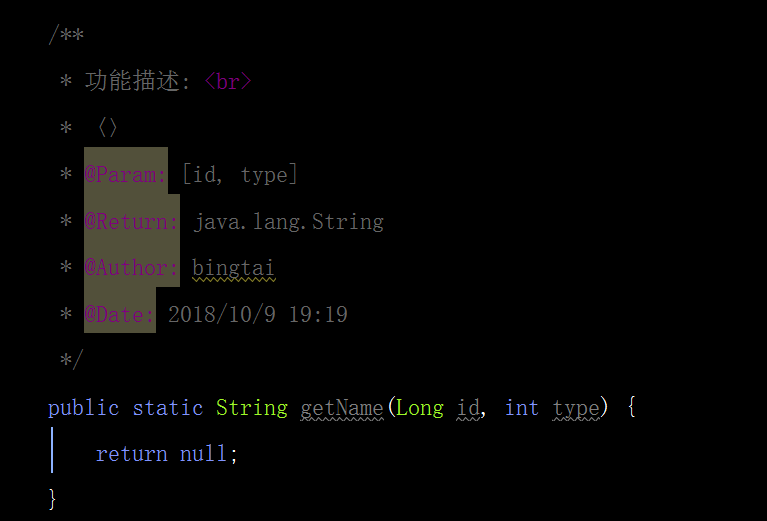 /**
 * 功能描述: <br>
 * 〈〉
 * @Param: [id, type]
 * @Return: java.lang.String
 * @Author: bingtai
 * @Date: 2018/10/9 19:19
 */
public static String getName(Long id, int type) {
    return null;
}